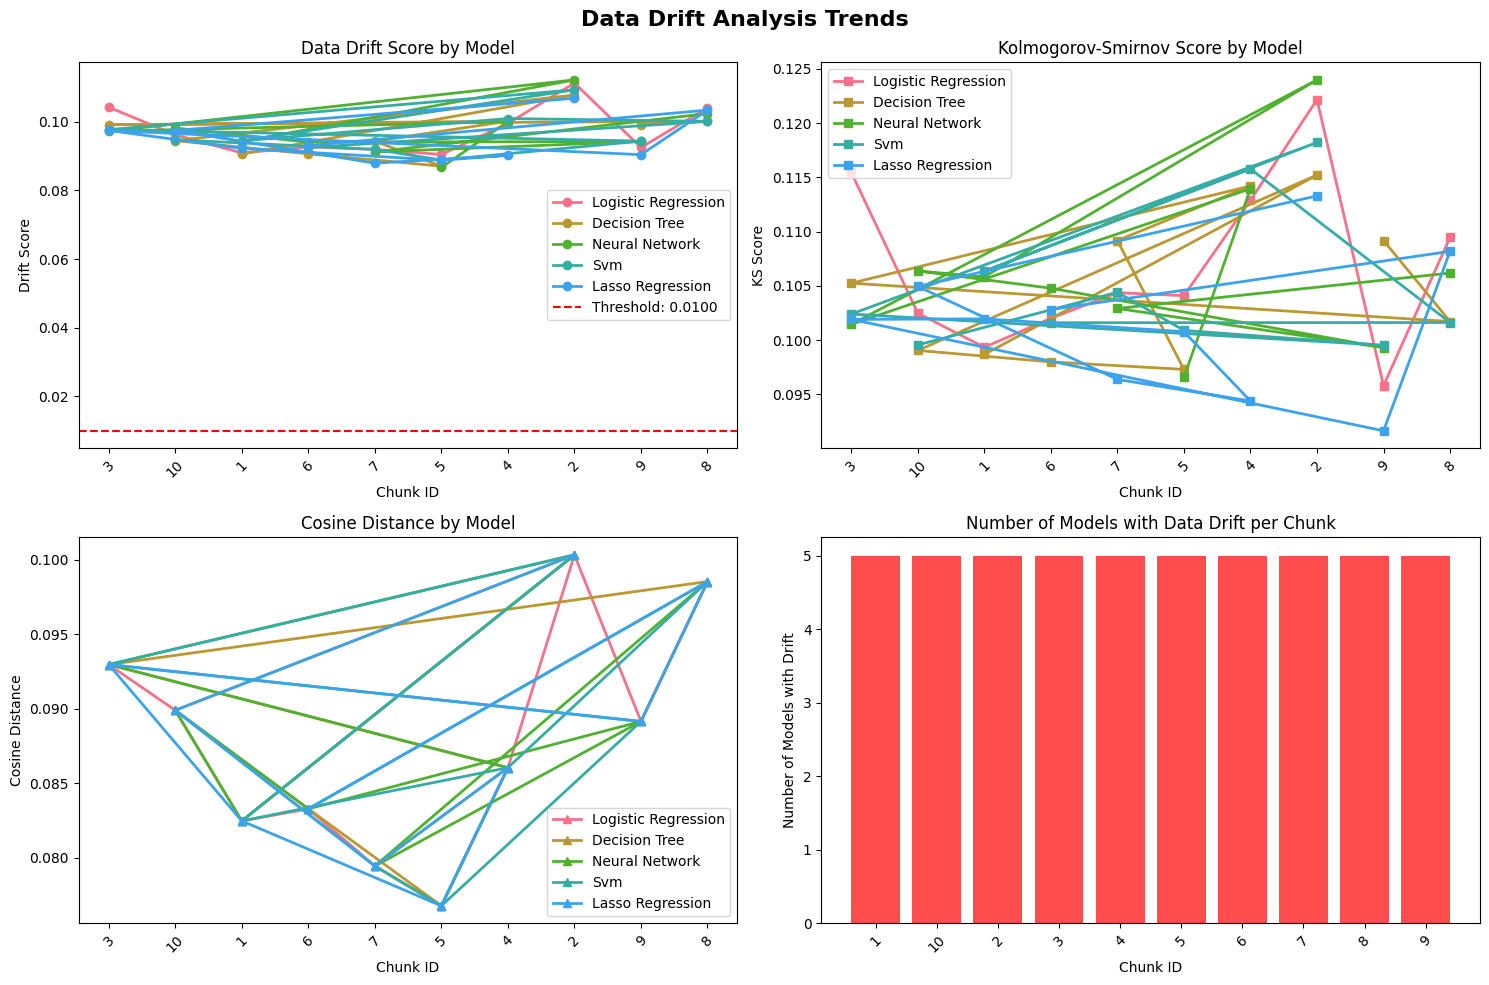 Data Drift Analysis Trends
Data Drift Score by Model
Drift Score
0.10
0.08
0.06
0.04
0.02
Logistic Regression
Decision Tree
Neural Network
Svm
Lasso Regression
Threshold: 0.0100
3 10 1 6 7 5 4 2 9 8
Chunk ID
Kolmogorov-Smirnov Score by Model
KS Score
0.125
0.120
0.115
0.110
0.105
0.100
0.095
Logistic Regression
Decision Tree
Neural Network
Svm
Lasso Regression
3 10 1 6 7 5 4 2 9 8
Chunk ID
Cosine Distance by Model
Cosine Distance
0.100
0.095
0.090
0.085
0.080
Logistic Regression
Decision Tree
Neural Network
Svm
Lasso Regression
3 10 1 6 7 5 4 2 9 8
Chunk ID
Number of Models with Data Drift per Chunk
Number of Models with Drift
5
4
3
2
1
0
1 10 2 3 4 5 6 7 8 9
Chunk ID